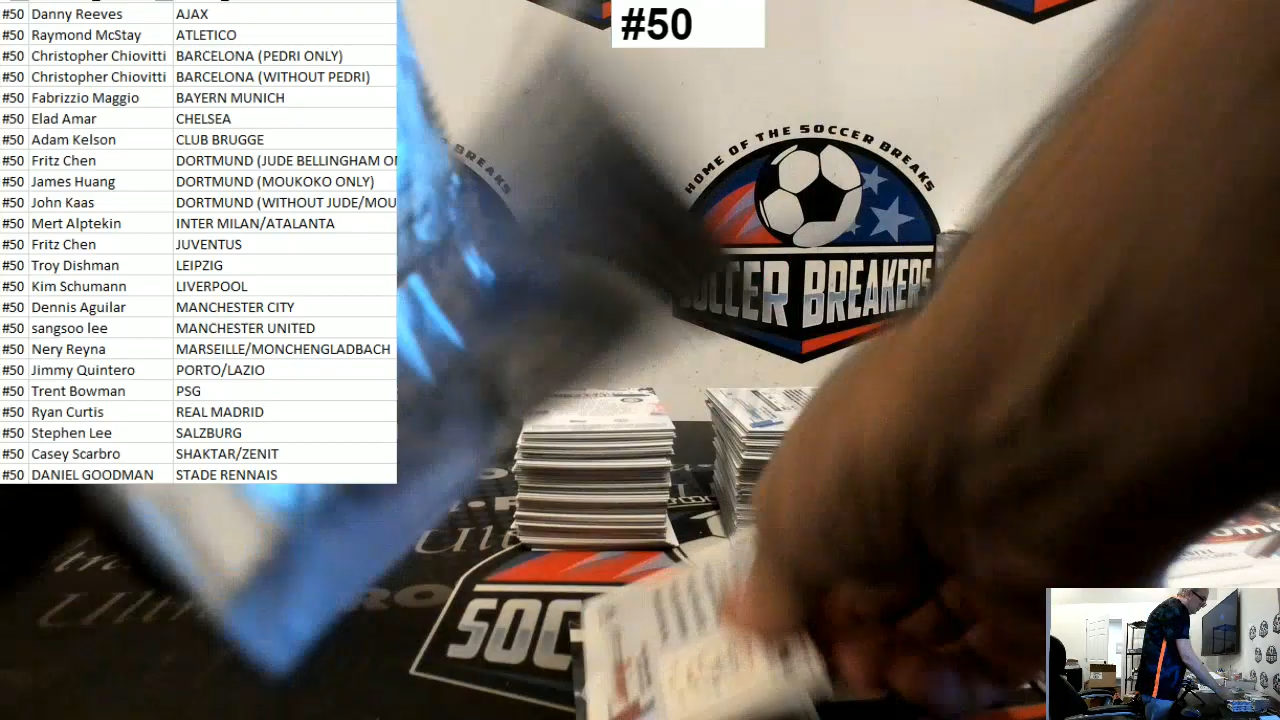 #50 Danny Reeves AJAX
#50 Raymond McStay ATLETICO
#50 Christopher Chiovitti BARCELONA (PEDRI ONLY)
#50 Christopher Chiovitti BARCELONA (WITHOUT PEDRI)
#50 Fabrizzio Maggio BAYERN MUNICH
#50 Elad Amar CHELSEA
#50 Adam Kelson CLUB BRUGGE
#50 Fritz Chen DORTMUND (JUDE BELLINGHAM
#50 James Huang DORTMUND (MOUKOKO ONLY)
#50 John Kaas DORTMUND (WITHOUT JUDE/MOU
#50 Mert Alptekin INTER MILAN/ATALANTA
#50 Fritz Chen JUVENTUS
#50 Troy Dishman LEIPZIG
#50 Kim Schumann LIVERPOOL
#50 Dennis Aguilar MANCHESTER CITY
#50 sangsoo lee MANCHESTER UNITED
#50 Nery Reyna MARSEILLE/MONCHENGLADBACH
#50 Jimmy Quintero PORTO/LAZIO
#50 Trent Bowman PSG
#50 Ryan Curtis REAL MADRID
#50 Stephen Lee SALZBURG
#50 Casey Scarbro SHAKTAR/ZENIT
#50 DANIEL GOODMAN STADE RENNAIS
#50
HOME OF THE SOCCER BREAKS
SOCCER BREAKERS
BREAKS
SOC